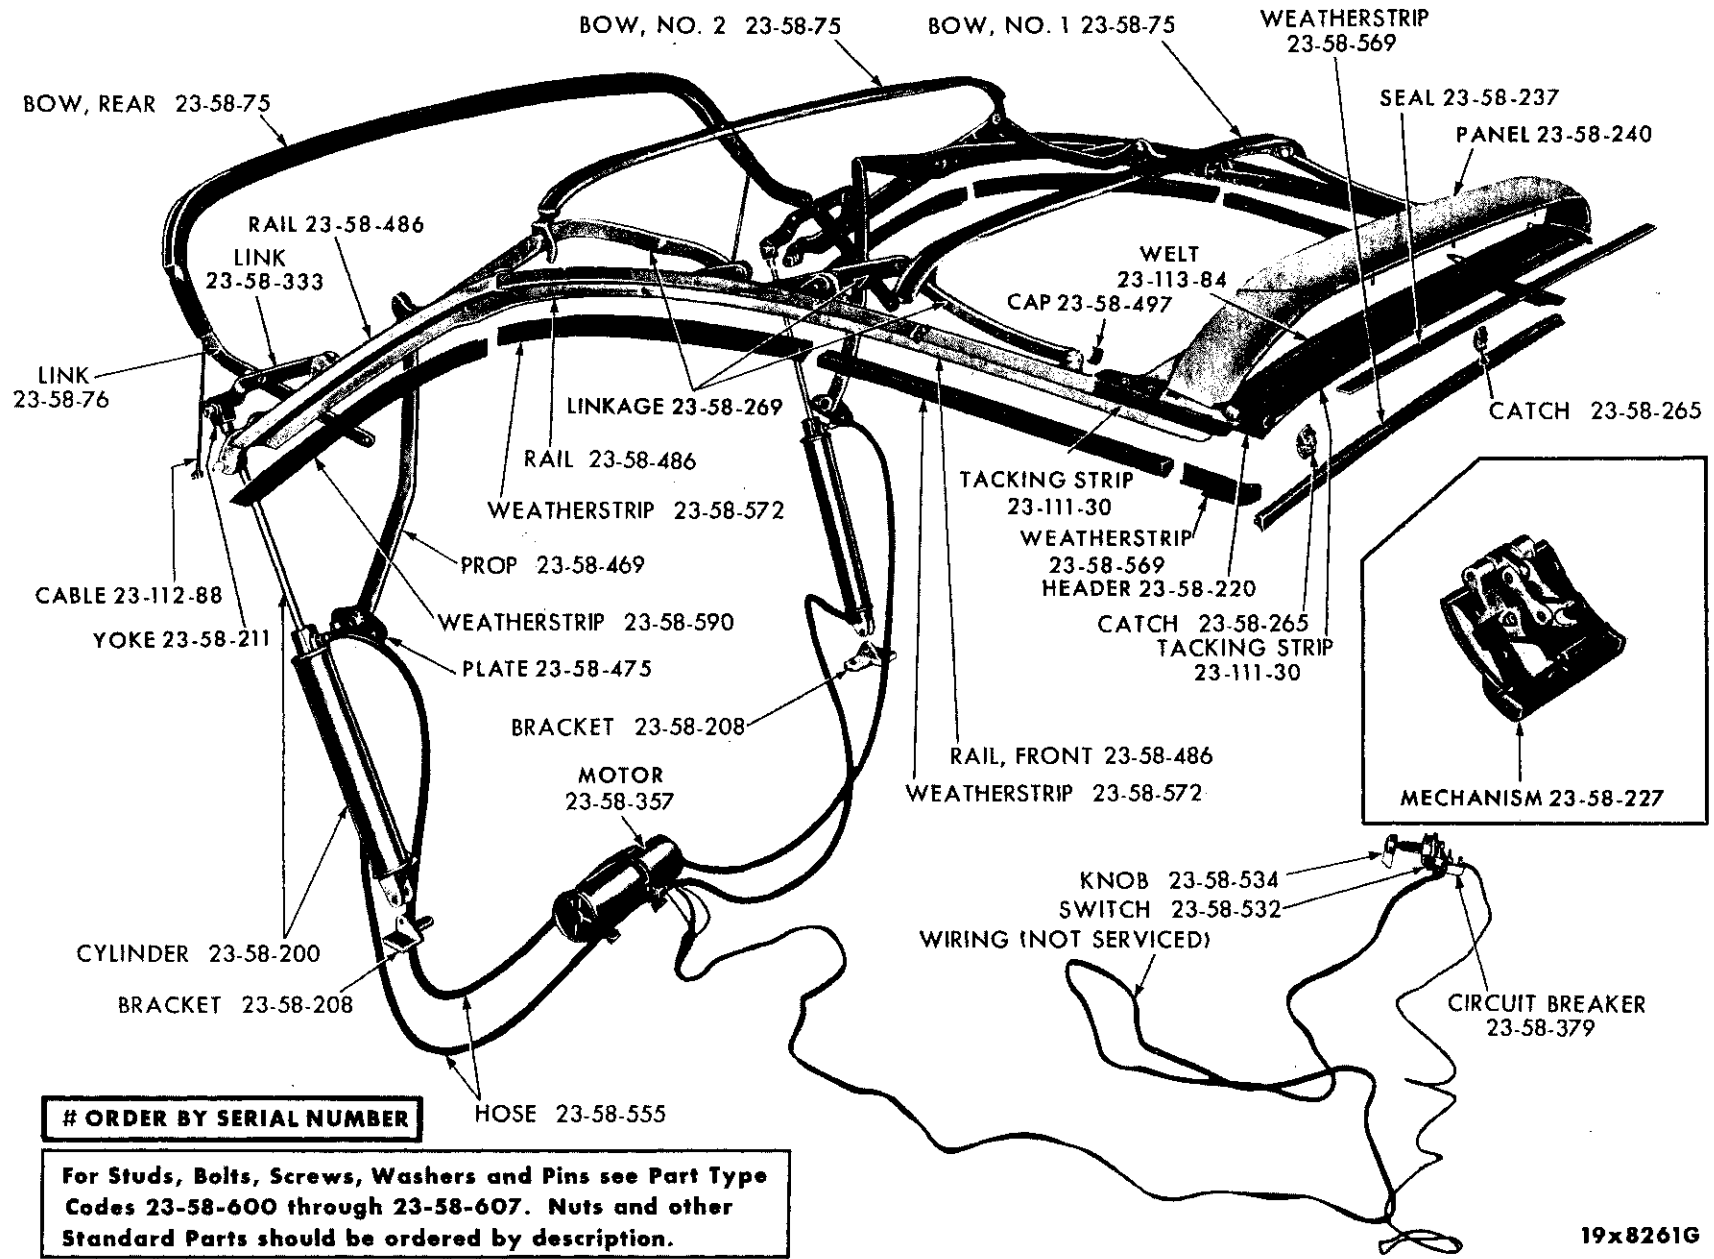 BOW, NO. 2 23-58-75
BOW, NO. 1 23-58-75
WEATHERSTRIP
23-58-569
BOW, REAR 23-58-75
SEAL 23-58-237
PANEL 23-58-240
RAIL 23-58-486
LINK
23-58-333
WELT
23-113-84
CAP 23-58-497
LINK
23-58-76
LINKAGE 23-58-269
CATCH 23-58-265
RAIL 23-58-486
TACKING STRIP
23-111-30
WEATHERSTRIP 23-58-572
WEATHERSTRIP
23-58-569
PROP 23-58-469
HEADER 23-58-220
CABLE 23-112-88
YOKE 23-58-211
WEATHERSTRIP 23-58-590
CATCH 23-58-265
TACKING STRIP
23-111-30
PLATE 23-58-475
BRACKET 23-58-208
RAIL, FRONT 23-58-486
MOTOR
23-58-357
WEATHERSTRIP 23-58-572
MECHANISM 23-58-227
KNOB 23-58-534
SWITCH 23-58-532
WIRING (NOT SERVICED)
CYLINDER 23-58-200
BRACKET 23-58-208
CIRCUIT BREAKER
23-58-379
HOSE 23-58-555
# ORDER BY SERIAL NUMBER
For Studs, Bolts, Screws, Washers and Pins see Part Type
Codes 23-58-600 through 23-58-607. Nuts and other
Standard Parts should be ordered by description.
19x8261G